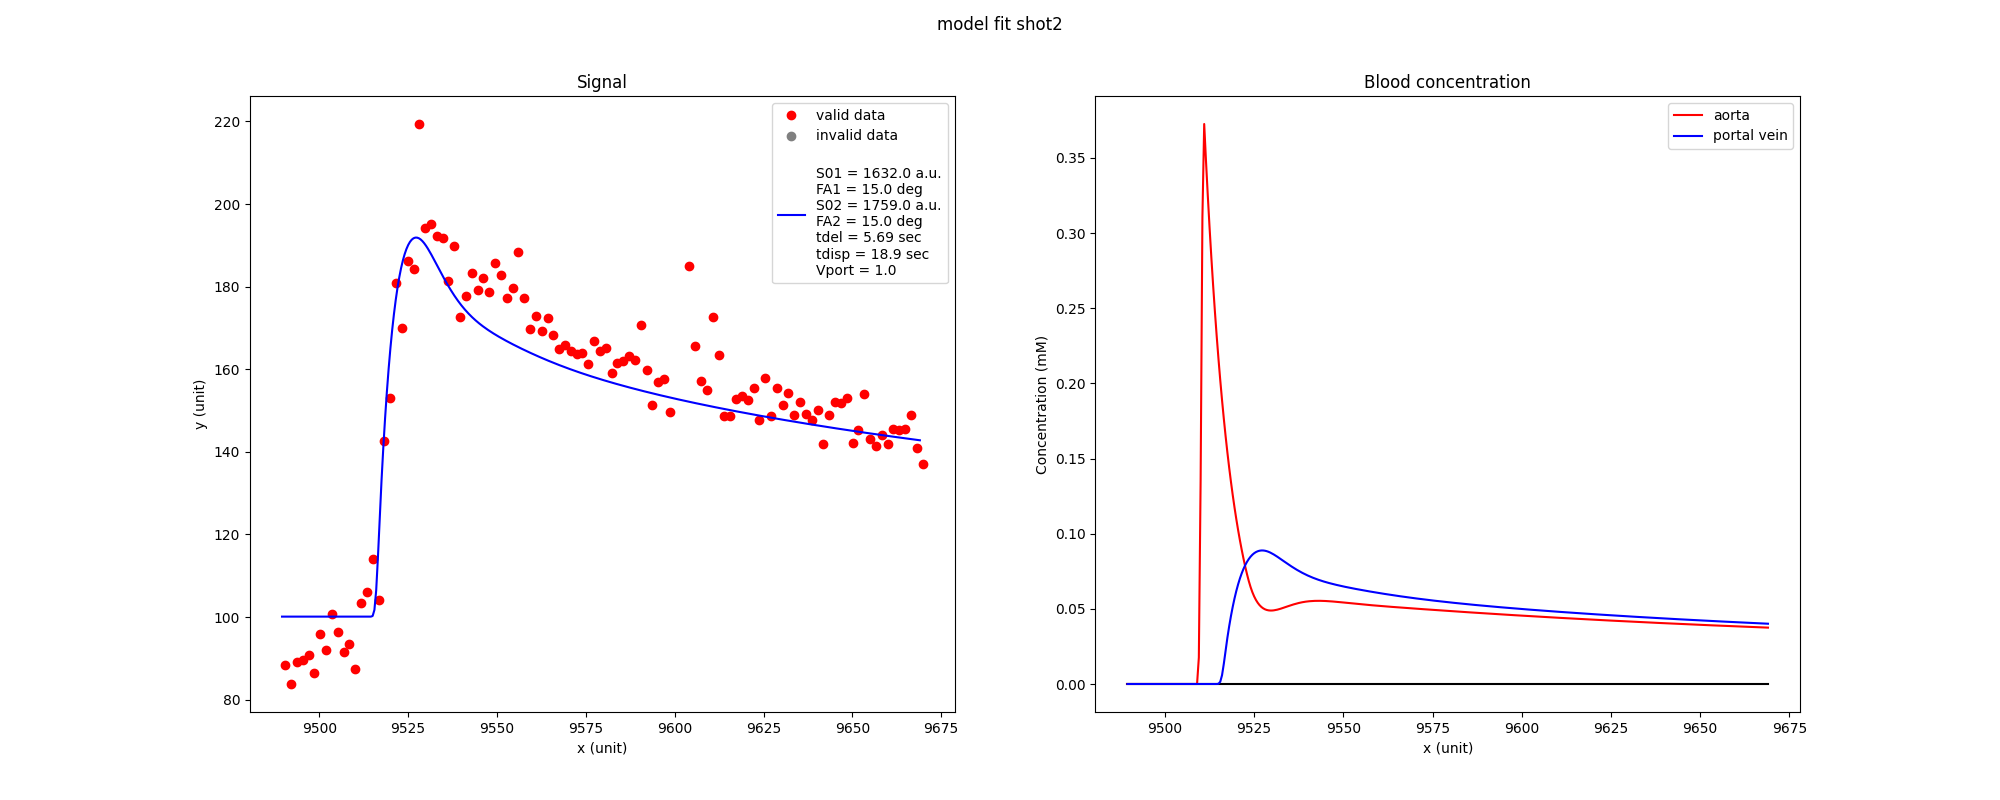 model fit shot2
Signal
220
200
180
160
140
120
100
80
y (unit)
9500
9525
9550
9575
9600
9625
9650
9675
x (unit)
valid data
invalid data
S01 = 1632.0 a.u.
FA1 = 15.0 deg
S02 = 1759.0 a.u.
FA2 = 15.0 deg
tdel = 5.69 sec
tdisp = 18.9 sec
Vport = 1.0
Blood concentration
0.35
0.30
0.25
0.20
0.15
0.10
0.05
0.00
Concentration (mM)
9500
9525
9550
9575
9600
9625
9650
9675
x (unit)
aorta
portal vein